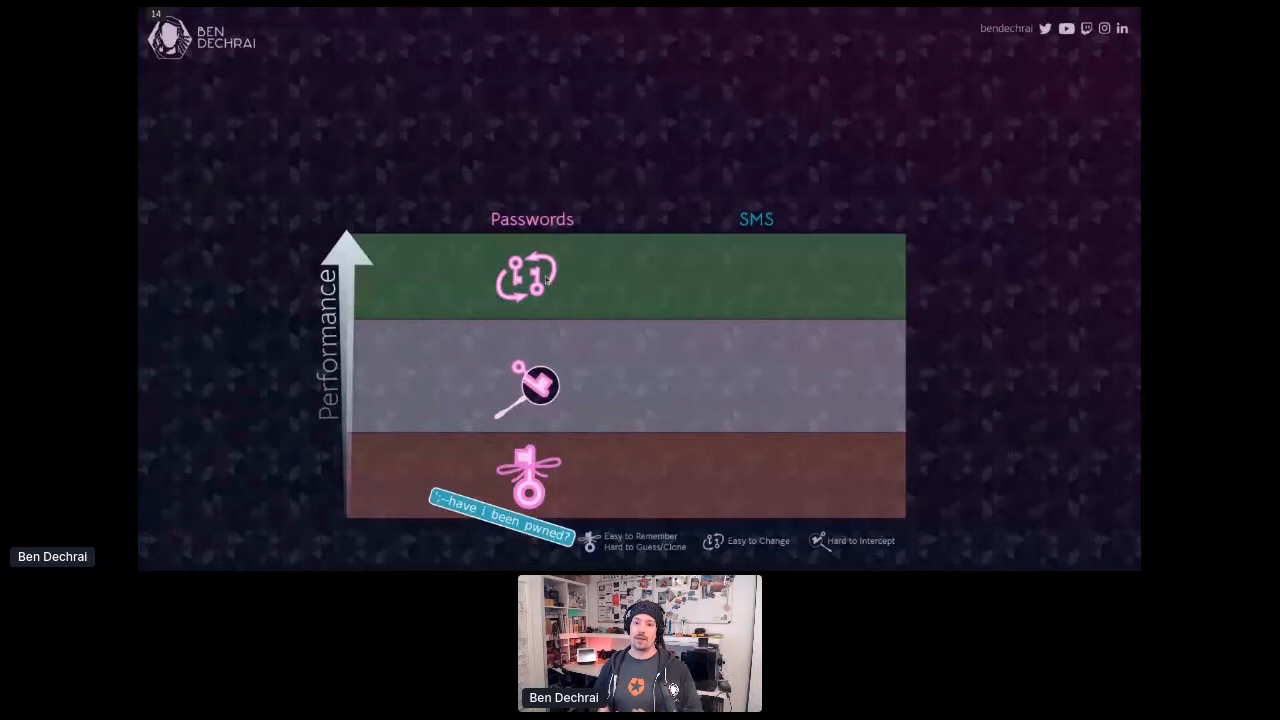 14
BEN
DECHRAI
bendechrai
Passwords
SMS
Performance
';--have i been pwned?
Easy to Remember
Hard to Guess/Clone
Easy to Change
Hard to Intercept
Ben Dechrai
Ben Dechrai